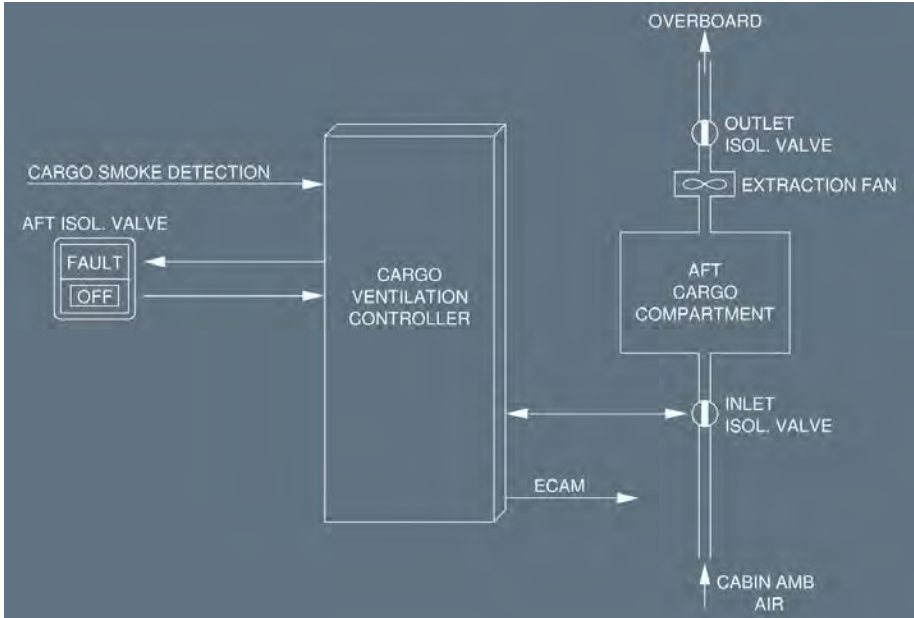 OVERBOARD
OUTLET
ISOL. VALVE
EXTRACTION FAN
CARGO SMOKE DETECTION
AFT ISOL. VALVE
FAULT
OFF
CARGO
VENTILATION
CONTROLLER
AFT
CARGO
COMPARTMENT
INLET
ISOL. VALVE
ECAM
CABIN AMB
AIR